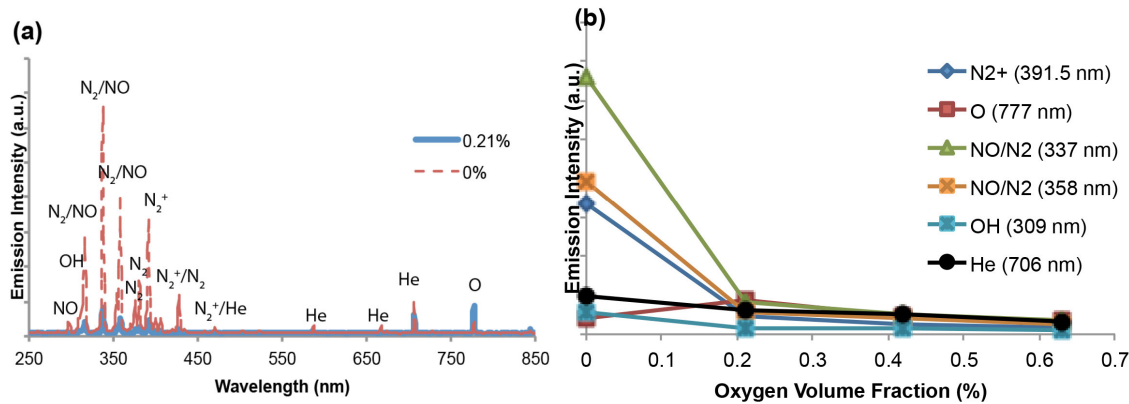 (a)
Emission Intensity (a.u.)
N2/NO
0.21%
0%
N2/NO
N2+
N2/NO
OH
N2
N2+/N2
N2
NO
N2+/He
He
He
He
O
250 350 450 550 650 750 850
Wavelength (nm)
(b)
Emission Intensity (a.u.)
N2+ (391.5 nm)
O (777 nm)
NO/N2 (337 nm)
NO/N2 (358 nm)
OH (309 nm)
He (706 nm)
0 0.1 0.2 0.3 0.4 0.5 0.6 0.7
Oxygen Volume Fraction (%)